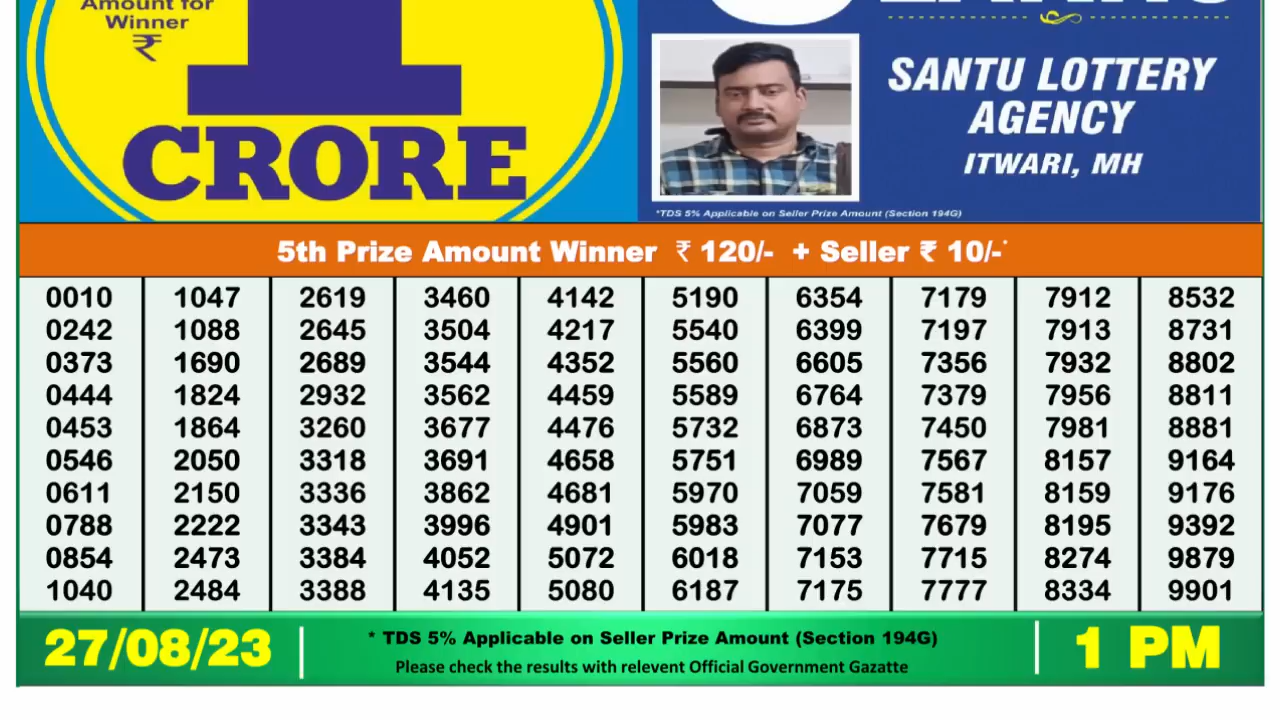 Amount for
Winner
₹
1
CRORE
SANTU LOTTERY
AGENCY
ITWARI, MH
*TDS 5% Applicable on Seller Prize Amount (Section 194G)
5th Prize Amount Winner ₹ 120/- + Seller ₹ 10/-*
0010 1047 2619 3460 4142 5190 6354 7179 7912 8532
0242 1088 2645 3504 4217 5540 6399 7197 7913 8731
0373 1690 2689 3544 4352 5560 6605 7356 7932 8802
0444 1824 2932 3562 4459 5589 6764 7379 7956 8811
0453 1864 3260 3677 4476 5732 6873 7450 7981 8881
0546 2050 3318 3691 4658 5751 6989 7567 8157 9164
0611 2150 3336 3862 4681 5970 7059 7581 8159 9176
0788 2222 3343 3996 4901 5983 7077 7679 8195 9392
0854 2473 3384 4052 5072 6018 7153 7715 8274 9879
1040 2484 3388 4135 5080 6187 7175 7777 8334 9901
27/08/23
* TDS 5% Applicable on Seller Prize Amount (Section 194G)
Please check the results with relevent Official Government Gazatte
1 PM